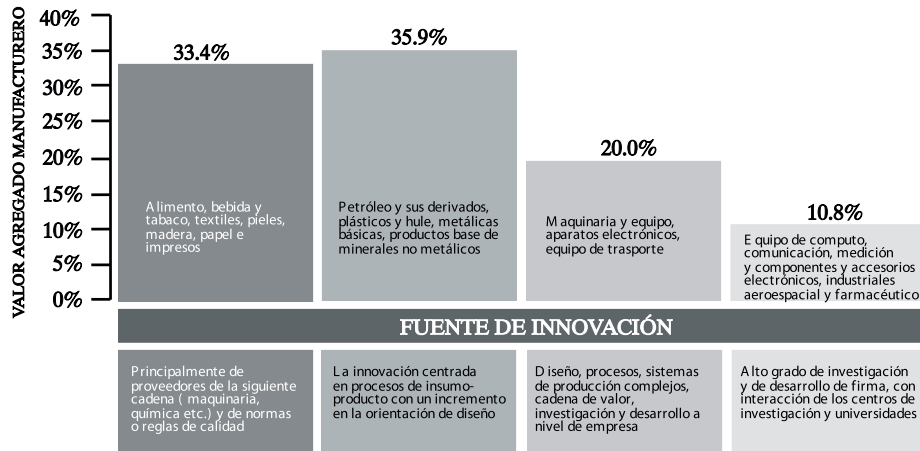 VALOR AGREGADO MANUFACTURERO
40%
35%
30%
25%
20%
15%
10%
5%
0%
33.4%
Alimento, bebida y
tabaco, textiles, pieles,
madera, papel e
impresos
35.9%
Petróleo y sus derivados,
plásticos y hule, metálicas
básicas, productos base de
minerales no metálicos
20.0%
Maquinaria y equipo,
aparatos electrónicos,
equipo de trasporte
10.8%
Equipo de computo,
comunicación, medición
y componentes y accesorios
electrónicos, industriales
aeroespacial y farmacéutico
FUENTE DE INNOVACIÓN
Principalmente de
proveedores de la siguiente
cadena ( maquinaria,
química etc.) y de normas
o reglas de calidad
La innovación centrada
en procesos de insumo-
producto con un incremento
en la orientación de diseño
Diseño, procesos, sistemas
de producción complejos,
cadena de valor,
investigación y desarrollo a
nivel de empresa
Alto grado de investigación
y de desarrollo de firma, con
interacción de los centros de
investigación y universidades